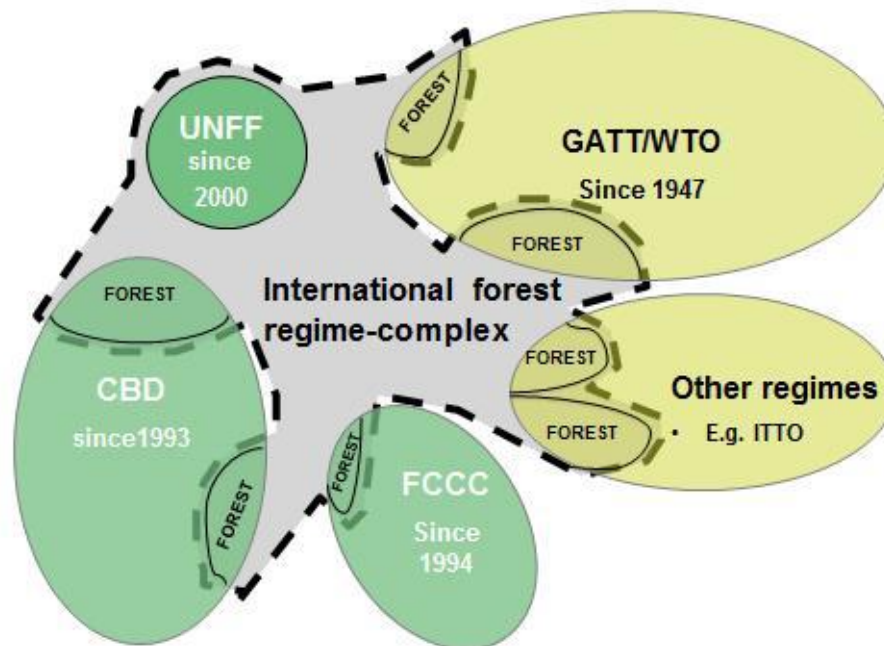 UNFF
since
2000
FOREST
GATT/WTO
Since 1947
FOREST
FOREST
International forest
regime-complex
CBD
since1993
FOREST
FOREST
FCCC
Since
1994
FOREST
FOREST
Other regimes
• E.g. ITTO